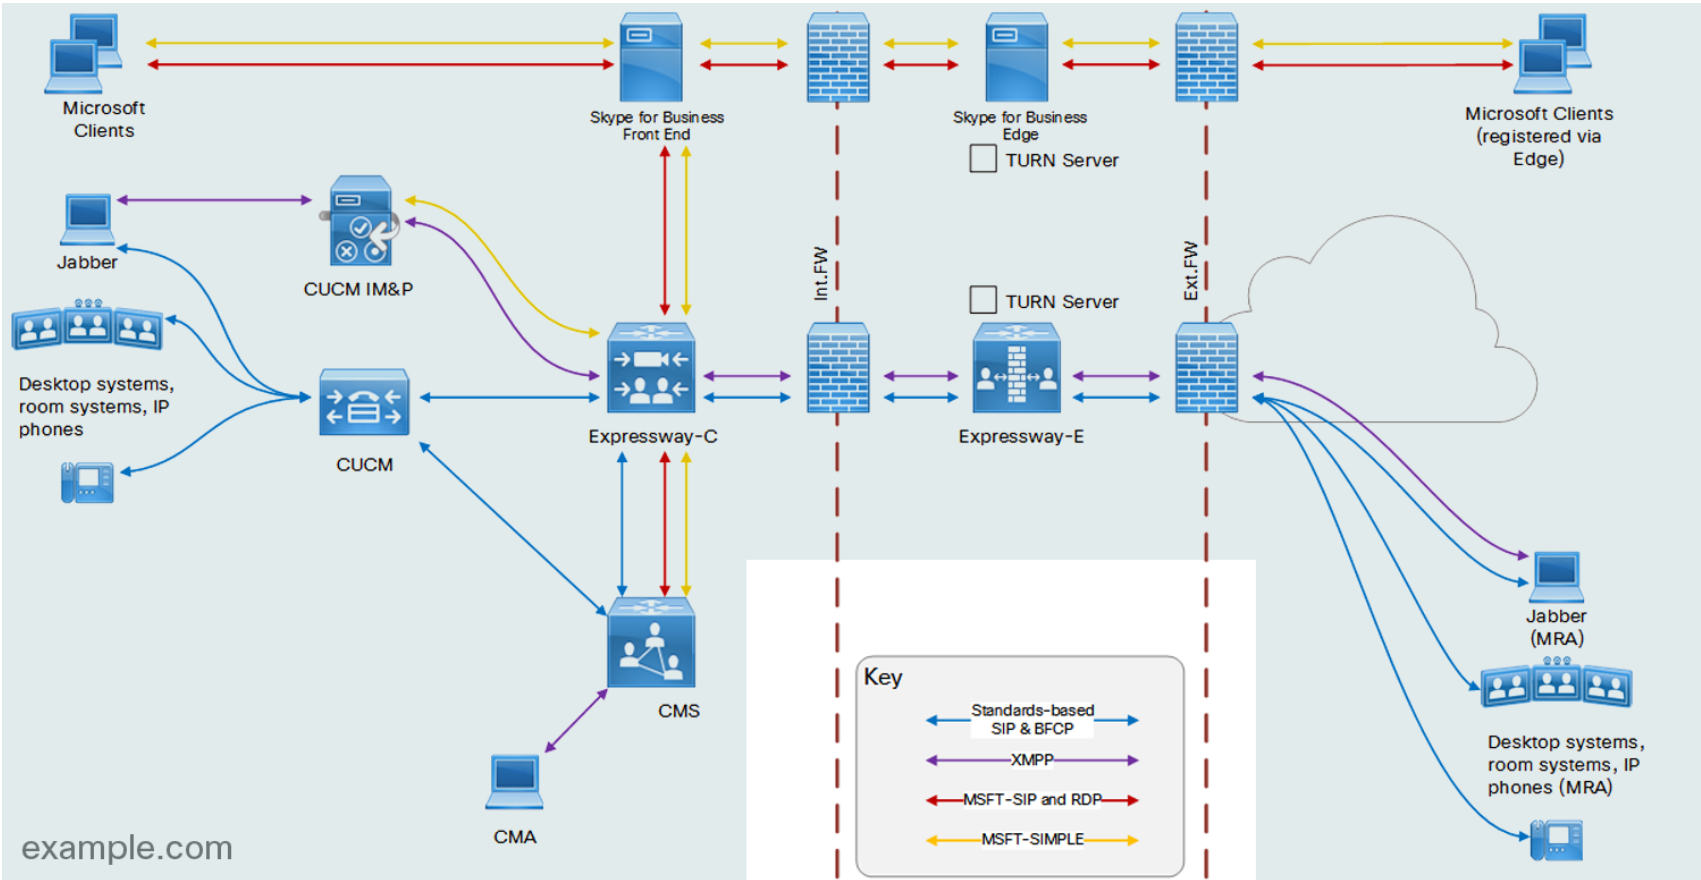 Microsoft
Clients
Skype for Business
Front End
Skype for Business
Edge
TURN Server
Microsoft Clients
(registered via
Edge)
Jabber
CUCM IM&P
Int.FW
Ext.FW
TURN Server
Desktop systems,
room systems, IP
phones
CUCM
Expressway-C
Expressway-E
Jabber
(MRA)
CMS
CMA
Key
Standards-based
SIP & BFCP
XMPP
MSFT-SIP and RDP
MSFT-SIMPLE
Desktop systems,
room systems, IP
phones (MRA)
example.com